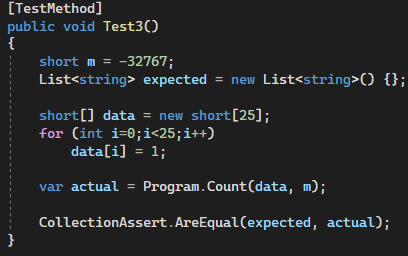 [TestMethod]
public void Test3()
{
short m = -32767;
List<string> expected = new List<string>() {};
short[] data = new short[25];
for (int i=0;i<25;i++)
data[i] = 1;
var actual = Program.Count(data, m);
CollectionAssert.AreEqual(expected, actual);
}